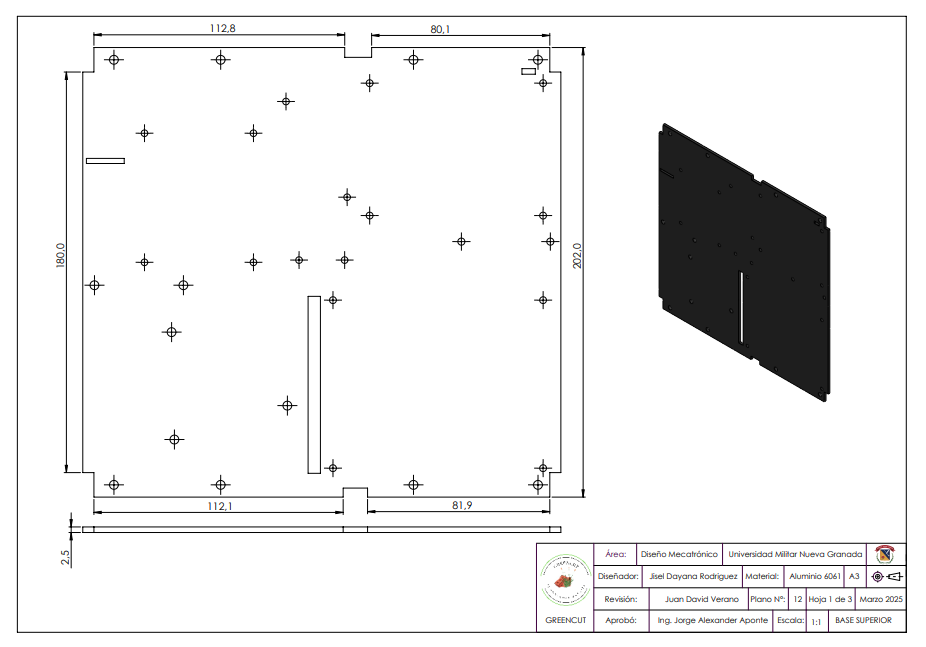 112,8
80,1
180,0
202,0
112,1
81,9
2,5
Área: Diseño Mecatrónico Universidad Militar Nueva Granada
Diseñador: Jisel Dayana Rodriguez Material: Aluminio 6061 A3
Revisión: Juan David Verano Plano N°: 12 Hoja 1 de 3 Marzo 2025
GREENCUT Aprobó: Ing. Jorge Alexander Aponte Escala: 1:1 BASE SUPERIOR